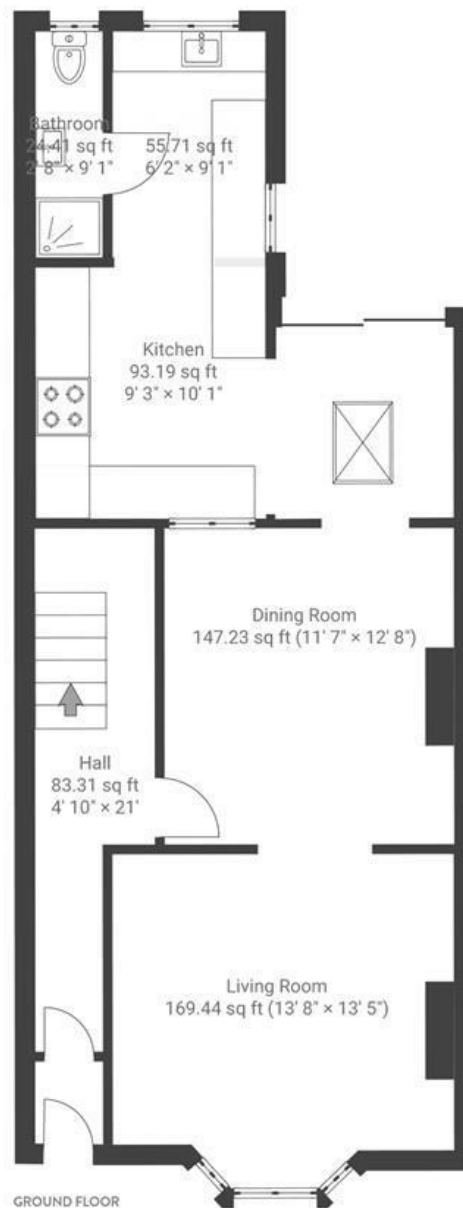 Bathroom
24.41 sq ft
2' 8" × 9' 1"
55.71 sq ft
6' 2" × 9' 1"
Kitchen
93.19 sq ft
9' 3" × 10' 1"
Dining Room
147.23 sq ft (11' 7" × 12' 8")
Hall
83.31 sq ft
4' 10" × 21'
Living Room
169.44 sq ft (13' 8" × 13' 5")
GROUND FLOOR